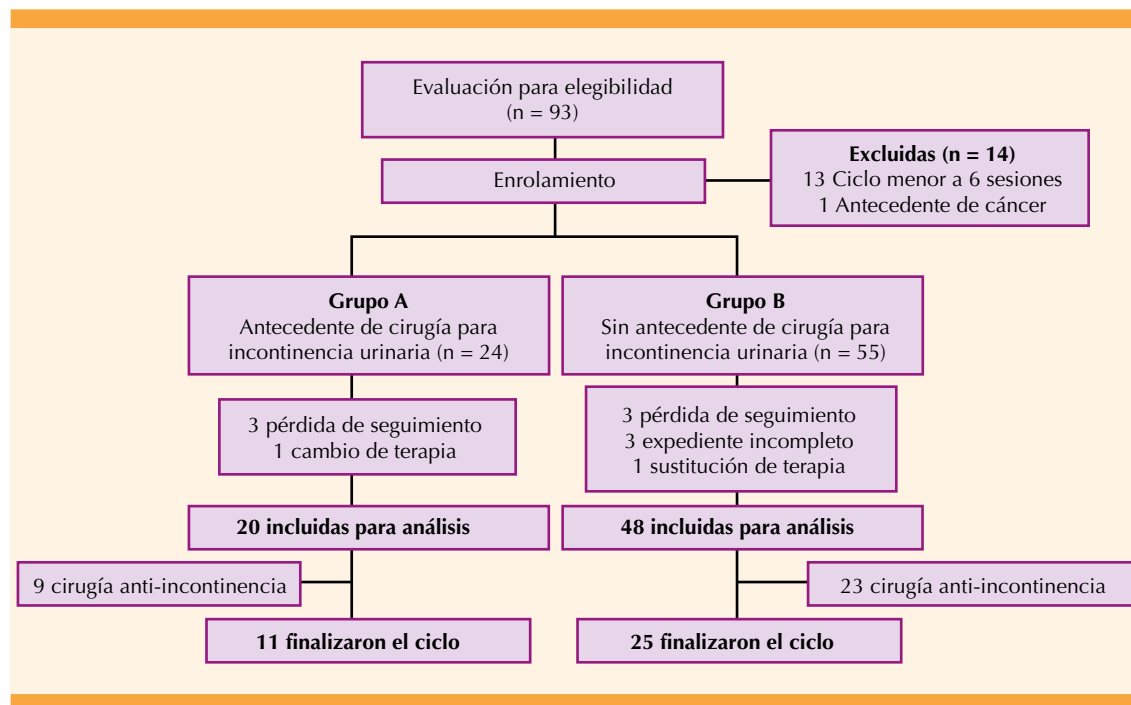 Evaluación para elegibilidad
(n = 93)
Enrolamiento
Excluidas (n = 14)
13 Ciclo menor a 6 sesiones
1 Antecedente de cáncer
Grupo A
Antecedente de cirugía para
incontinencia urinaria (n = 24)
Grupo B
Sin antecedente de cirugía para
incontinencia urinaria (n = 55)
3 pérdida de seguimiento
1 cambio de terapia
3 pérdida de seguimiento
3 expediente incompleto
1 sustitución de terapia
20 incluidas para análisis
48 incluidas para análisis
9 cirugía anti-incontinencia
23 cirugía anti-incontinencia
11 finalizaron el ciclo
25 finalizaron el ciclo